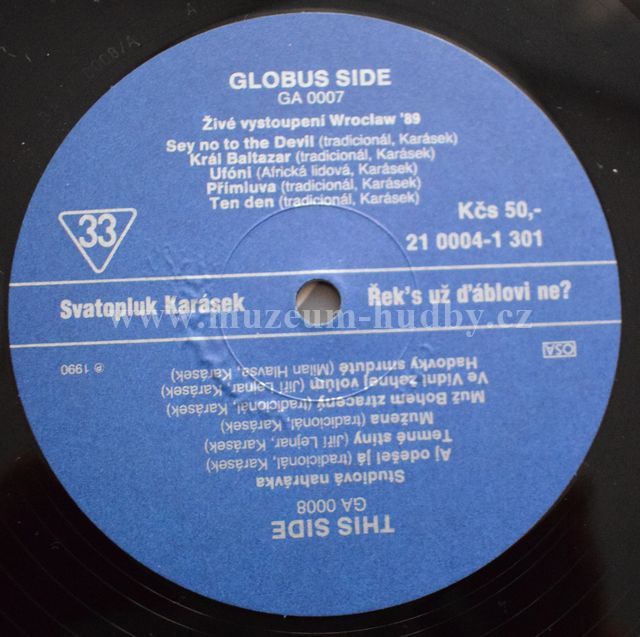 GLOBUS SIDE
GA 0007
Živé vystoupení Wroclaw '89
Sey no to the Devil (tradicionál, Karásek)
Král Baltazar (tradicionál, Karásek)
Ufóni (Africká lidová, Karásek)
Přímluva (tradicionál, Karásek)
Ten den (tradicionál, Karásek)
33
Kčs 50,-
21 0004-1 301
Svatopluk Karásek
Řek's už ďáblovi ne?
www.muzeum-hudby.cz
℗ 1990
OSA
THIS SIDE
GA 0008
Studiová nahrávka
Aj odešel já (tradicionál, Karásek)
Temné stíny (Jiří Lejnar, Karásek)
Mužena (tradicionál, Karásek)
Muž Bohem ztracený (tradicionál, Karásek)
Ve Vídni zahnel volům (Jiří Lejnar, Karásek)
Hadovky smrduté (Milan Hlavsa, Karásek)